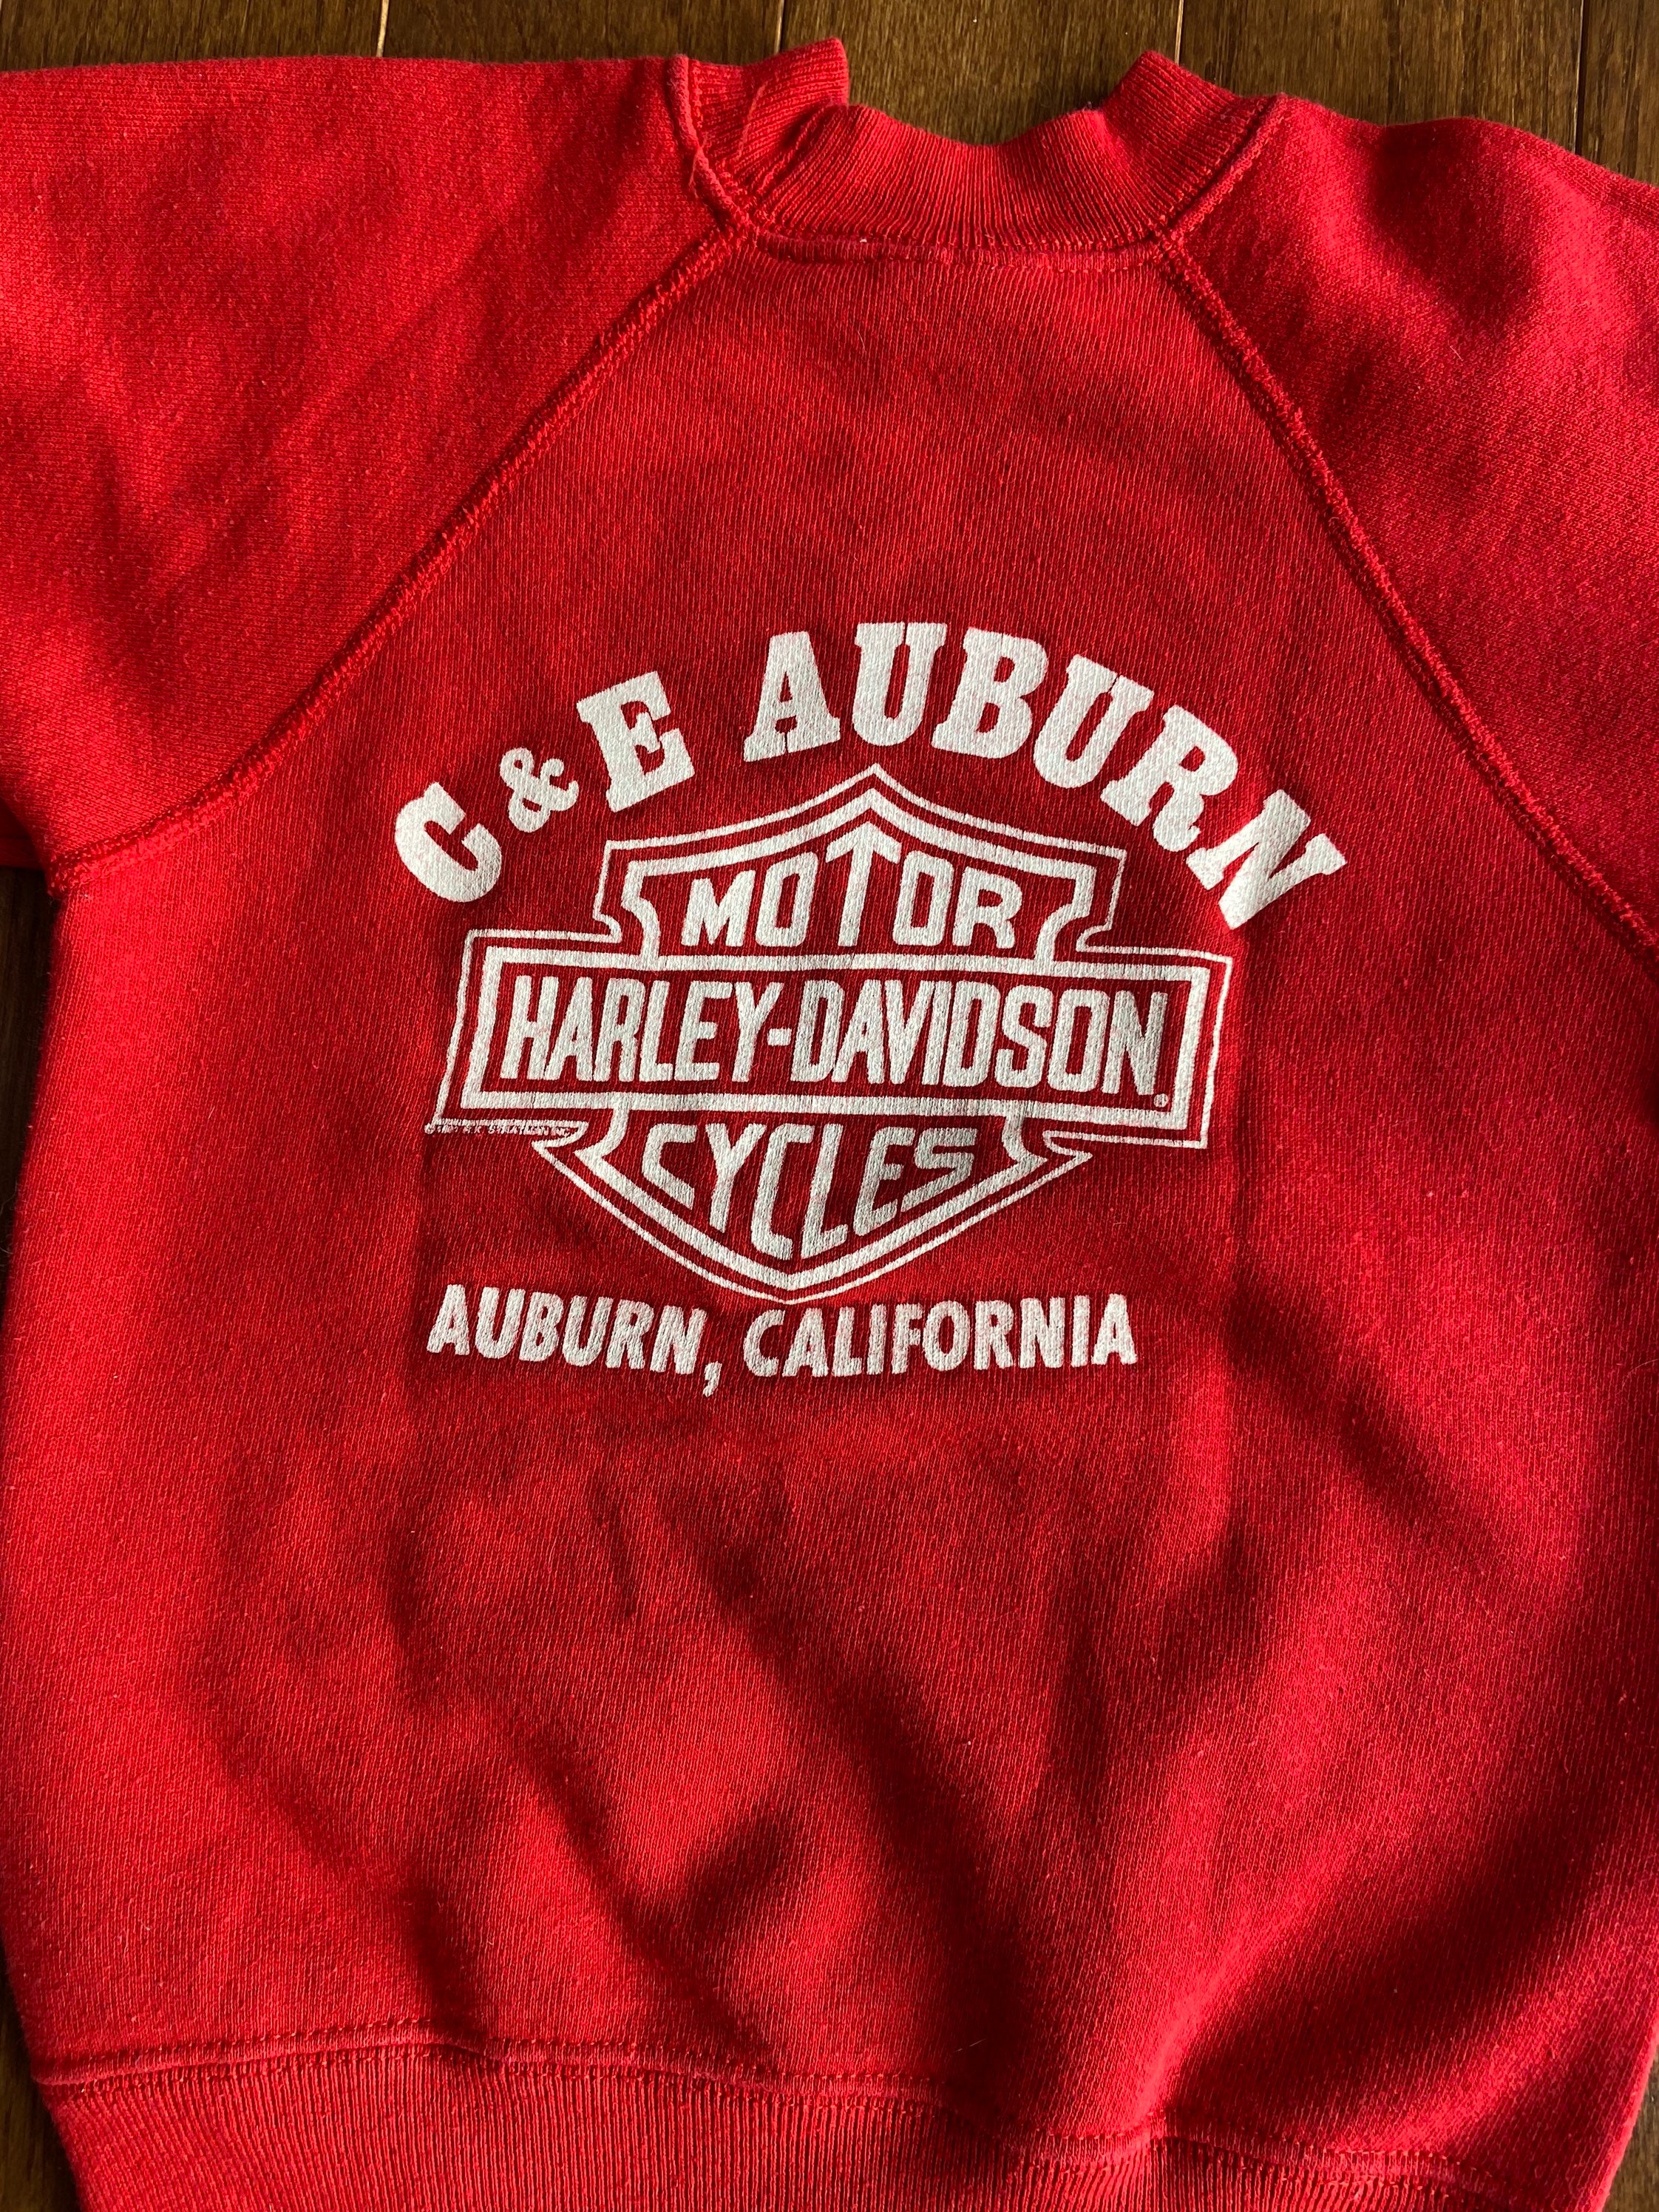 C & E AUBURN
MOTOR
HARLEY-DAVIDSON®
CYCLES
AUBURN, CALIFORNIA